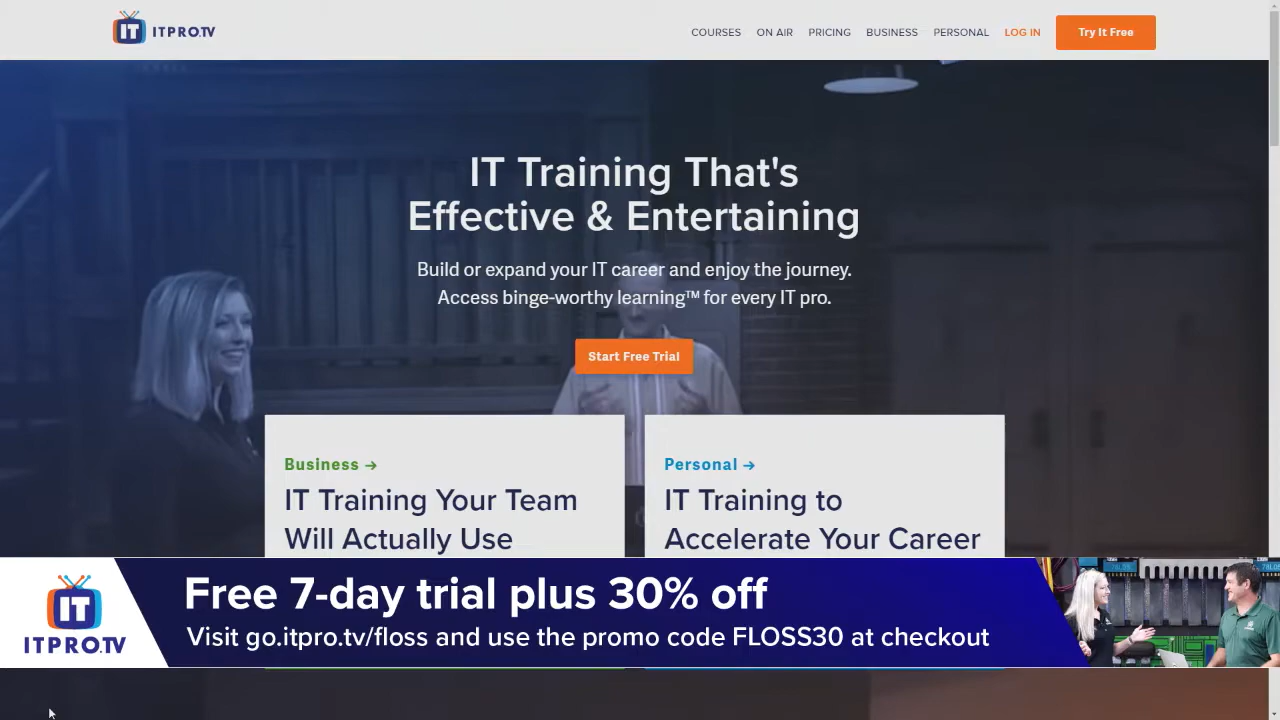 IT ITPRO.TV
COURSES ON AIR PRICING BUSINESS PERSONAL LOG IN Try It Free
IT Training That's
Effective & Entertaining
Build or expand your IT career and enjoy the journey.
Access binge-worthy learning™ for every IT pro.
Start Free Trial
Business →
IT Training Your Team
Will Actually Use
Personal →
IT Training to
Accelerate Your Career
IT
ITPRO.TV
Free 7-day trial plus 30% off
Visit go.itpro.tv/floss and use the promo code FLOSS30 at checkout